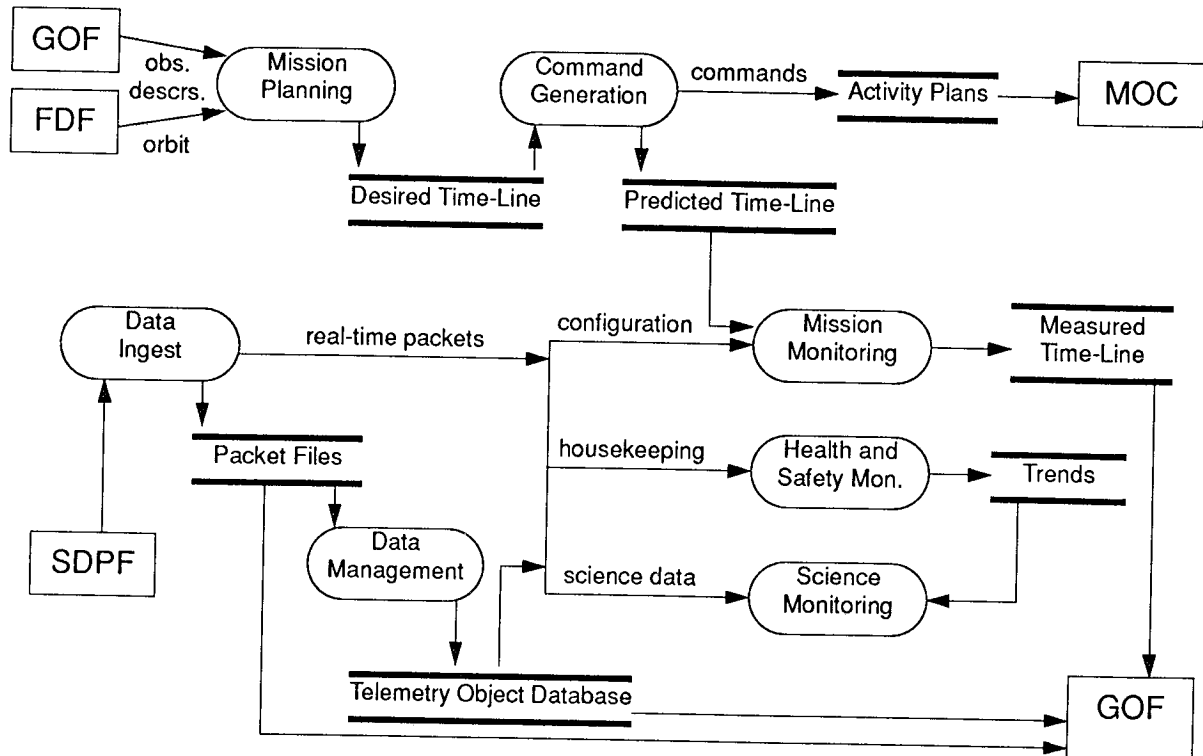 GOF
obs.
descrs.
FDF
orbit
Mission
Planning
Command
Generation
commands
Activity Plans
MOC
Desired Time-Line
Predicted Time-Line
Data
Ingest
real-time packets
configuration
Mission
Monitoring
Measured
Time-Line
Packet Files
housekeeping
Health and
Safety Mon.
Trends
SDPF
Data
Management
science data
Science
Monitoring
Telemetry Object Database
GOF